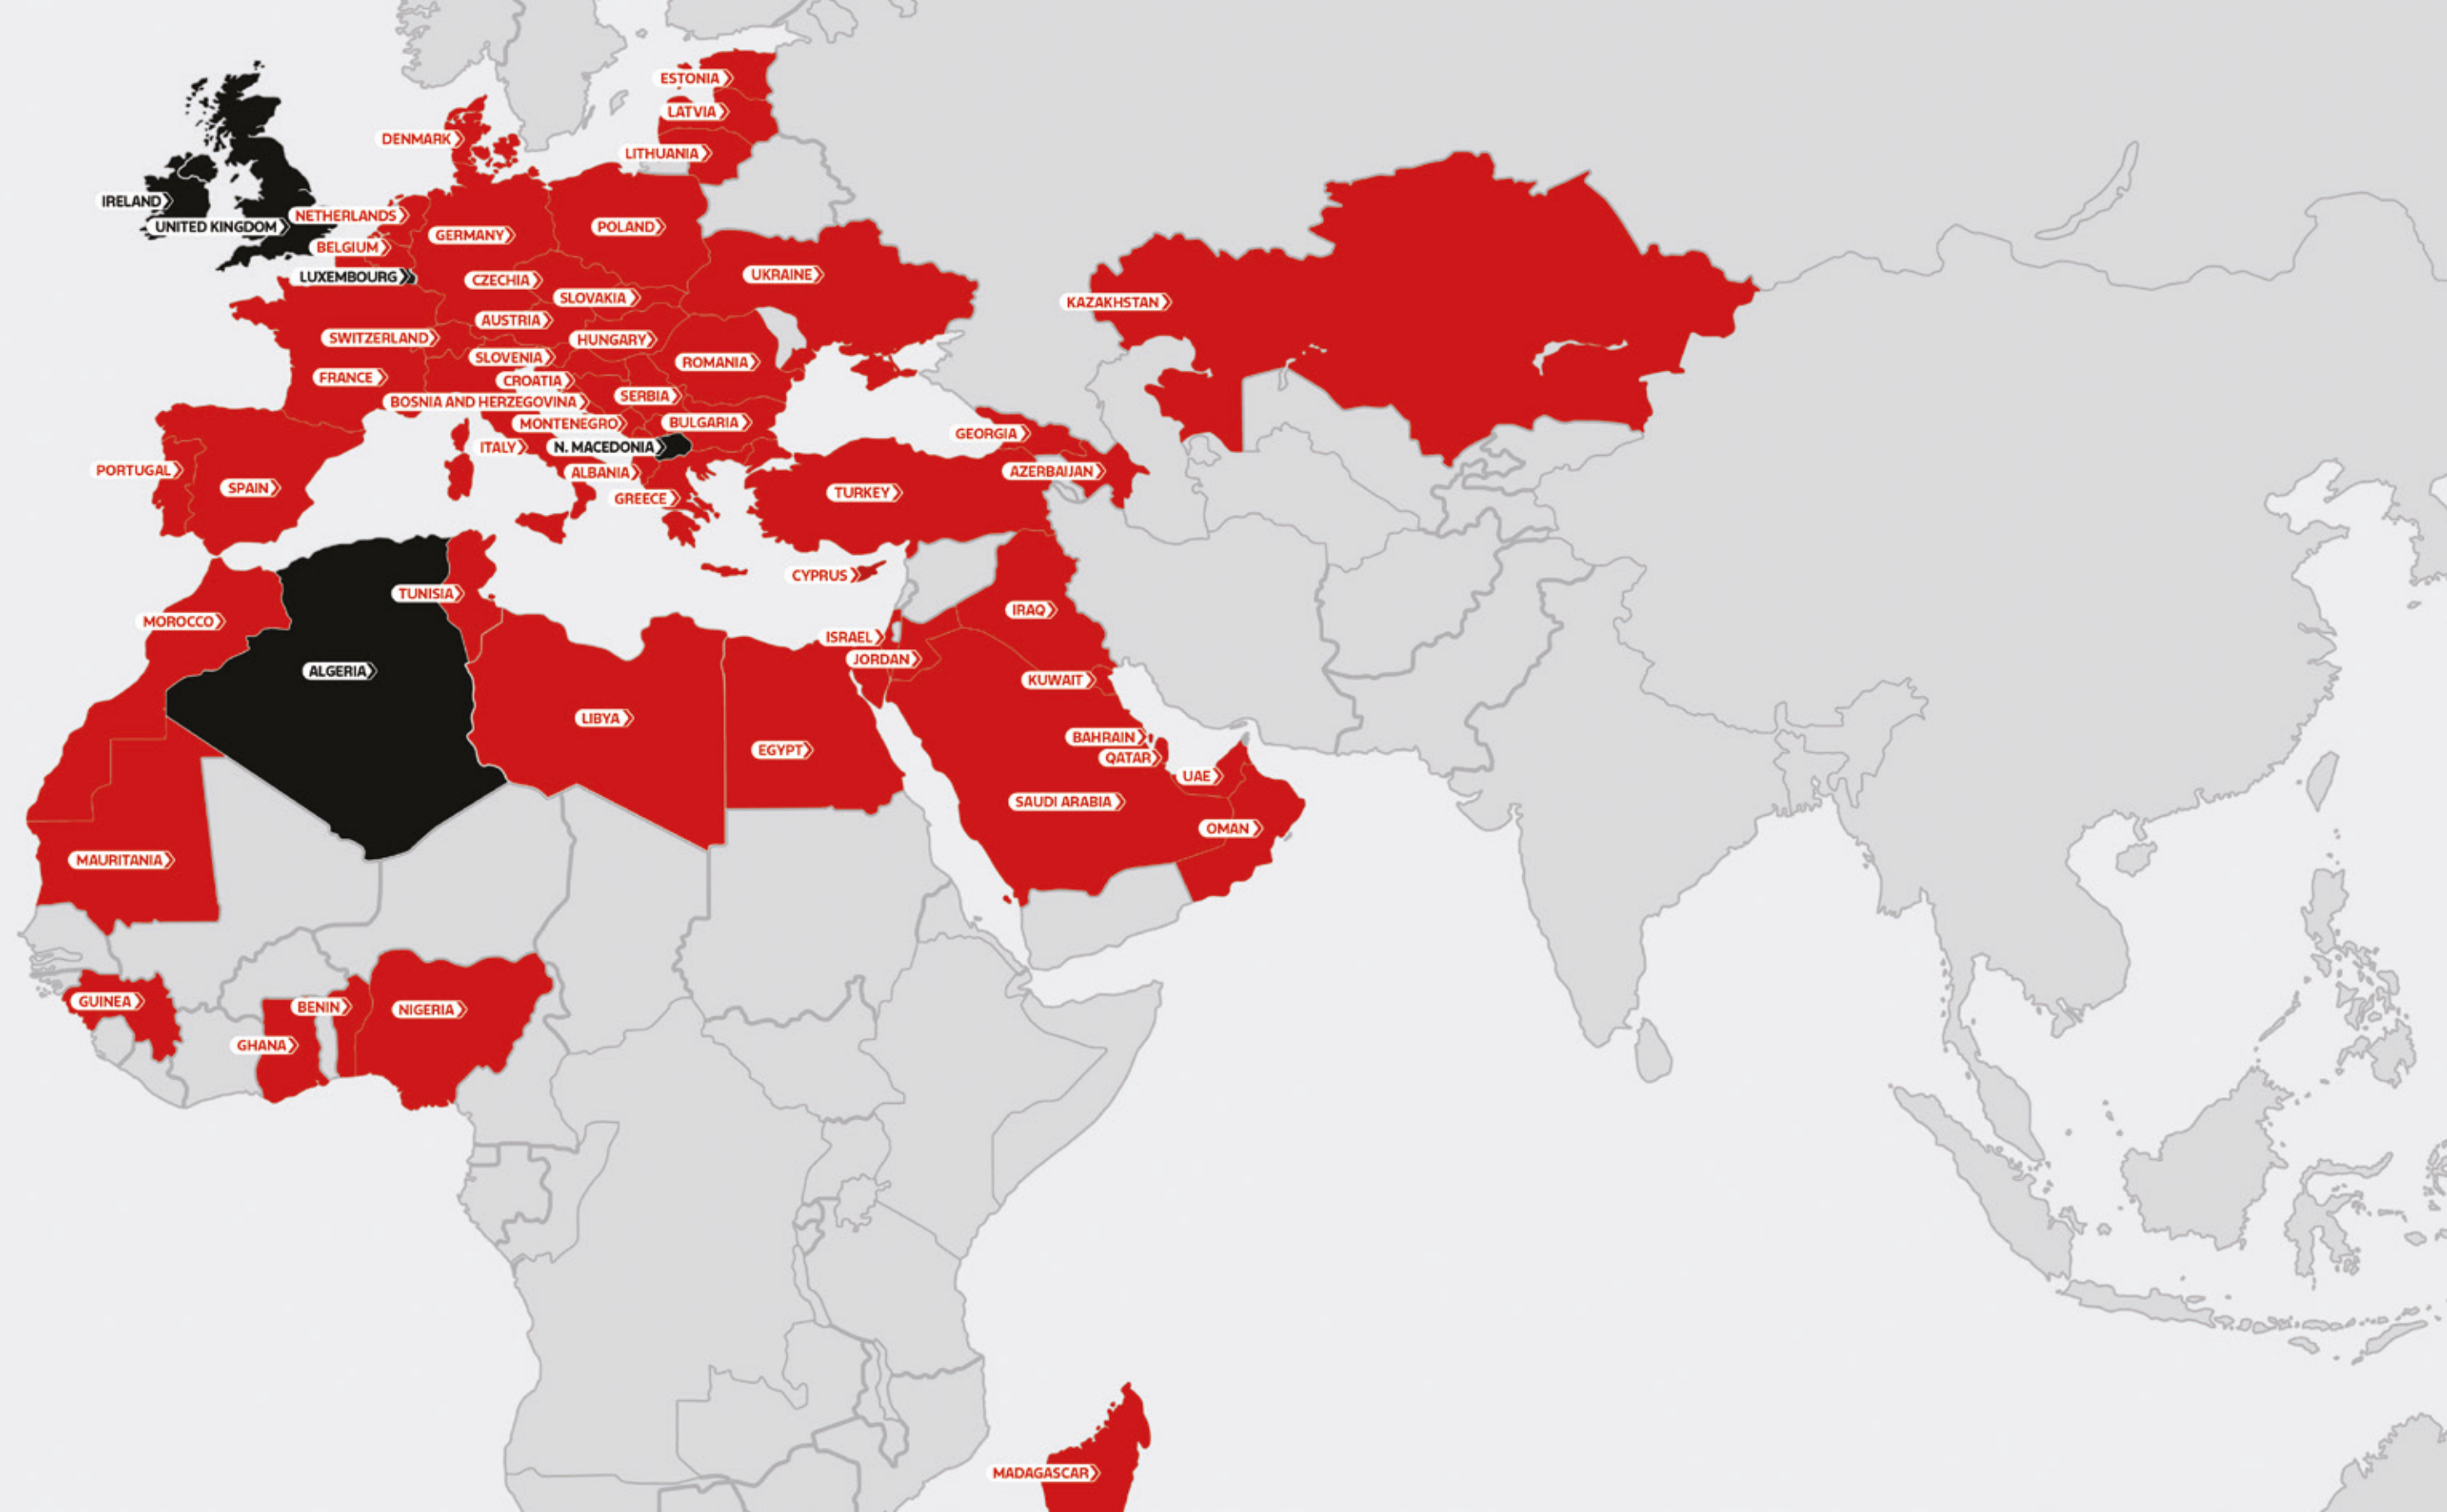 ESTONIA
LATVIA
DENMARK
LITHUANIA
IRELAND
NETHERLANDS
UNITED KINGDOM
POLAND
GERMANY
BELGIUM
UKRAINE
LUXEMBOURG
CZECHIA
SLOVAKIA
KAZAKHSTAN
AUSTRIA
SWITZERLAND
HUNGARY
SLOVENIA
ROMANIA
FRANCE
CROATIA
SERBIA
BOSNIA AND HERZEGOVINA
MONTENEGRO
BULGARIA
GEORGIA
ITALY
N. MACEDONIA
PORTUGAL
ALBANIA
AZERBAIJAN
SPAIN
TURKEY
GREECE
CYPRUS
TUNISIA
IRAQ
MOROCCO
ISRAEL
JORDAN
ALGERIA
KUWAIT
LIBYA
BAHRAIN
EGYPT
QATAR
UAE
SAUDI ARABIA
OMAN
MAURITANIA
GUINEA
BENIN
NIGERIA
GHANA
MADAGASCAR